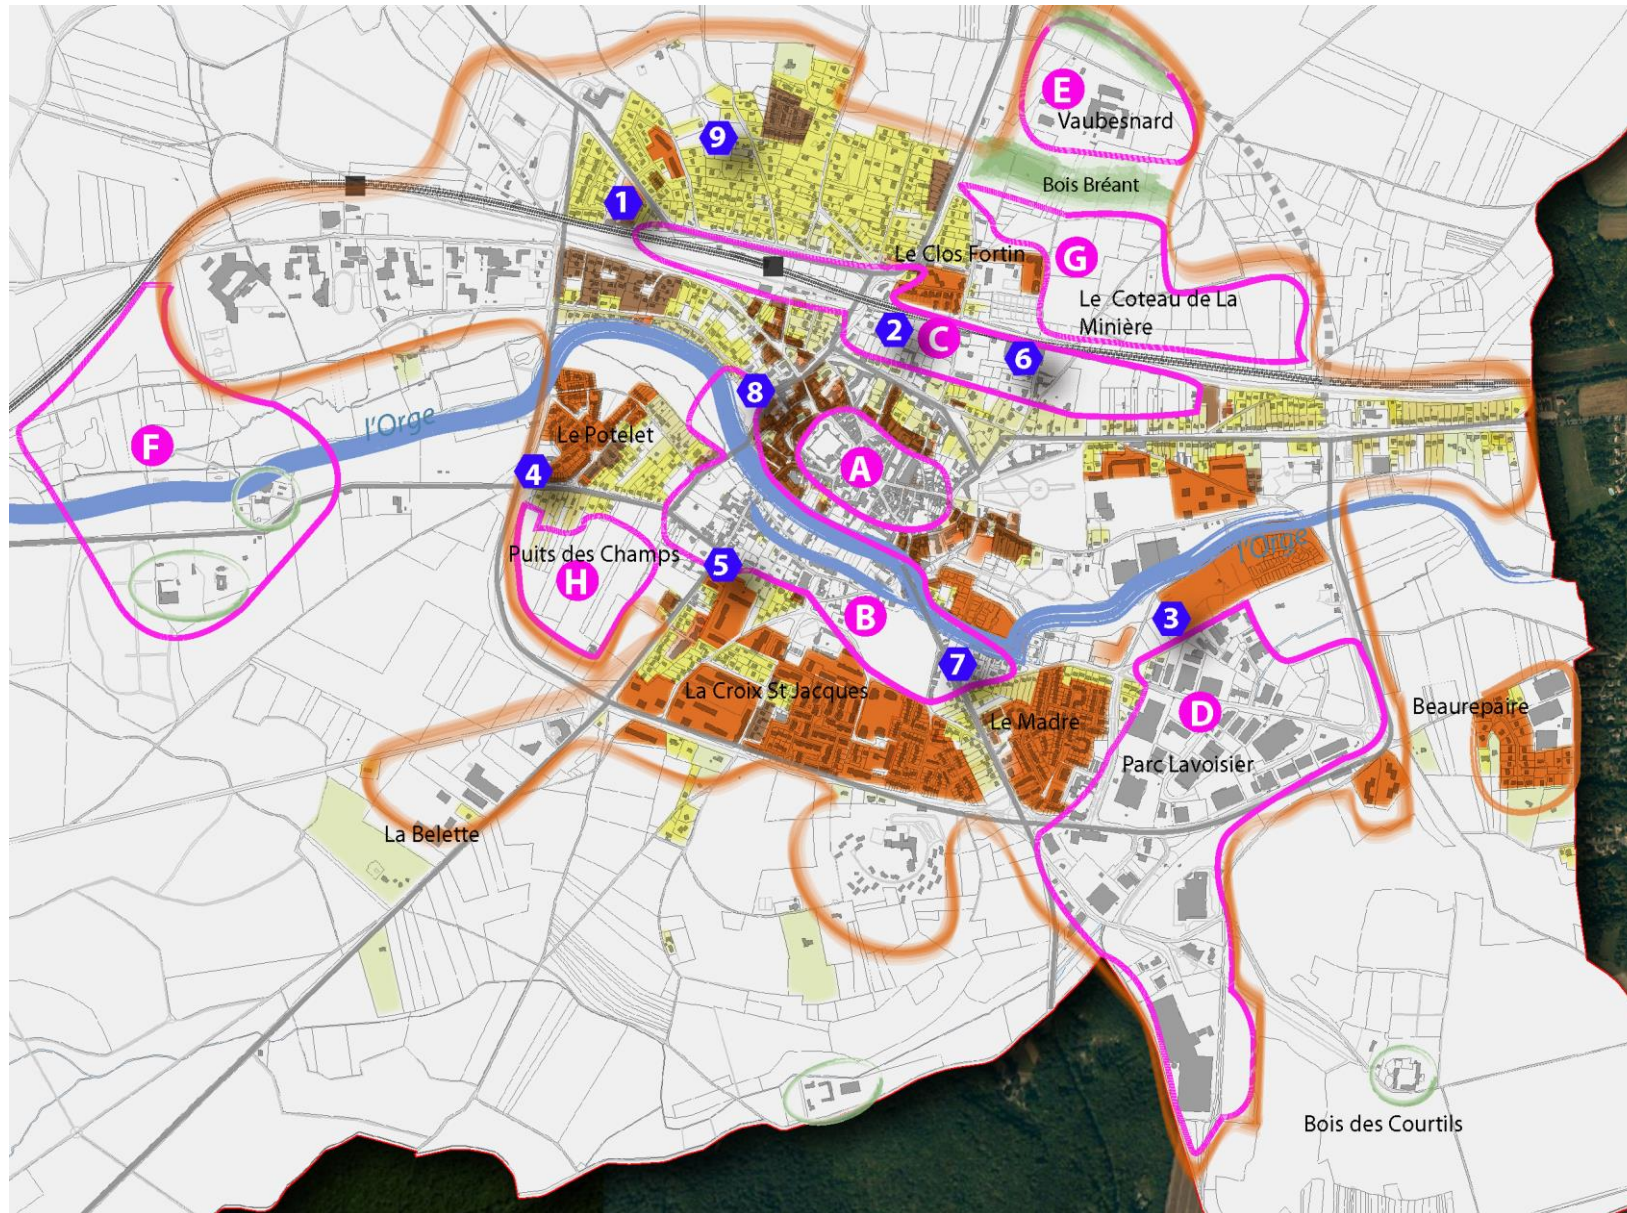 E
Vaubesnard
9
Bois Bréant
1
Le Clos Fortin
G
Le Coteau de La
Minière
2
C
6
8
l'Orge
Le Potelet
F
A
4
Puits des Champs
H
5
l'Orge
B
3
7
La Croix St Jacques
Le Madre
D
Beaurepaire
Parc Lavoisier
La Belette
Bois des Courtils